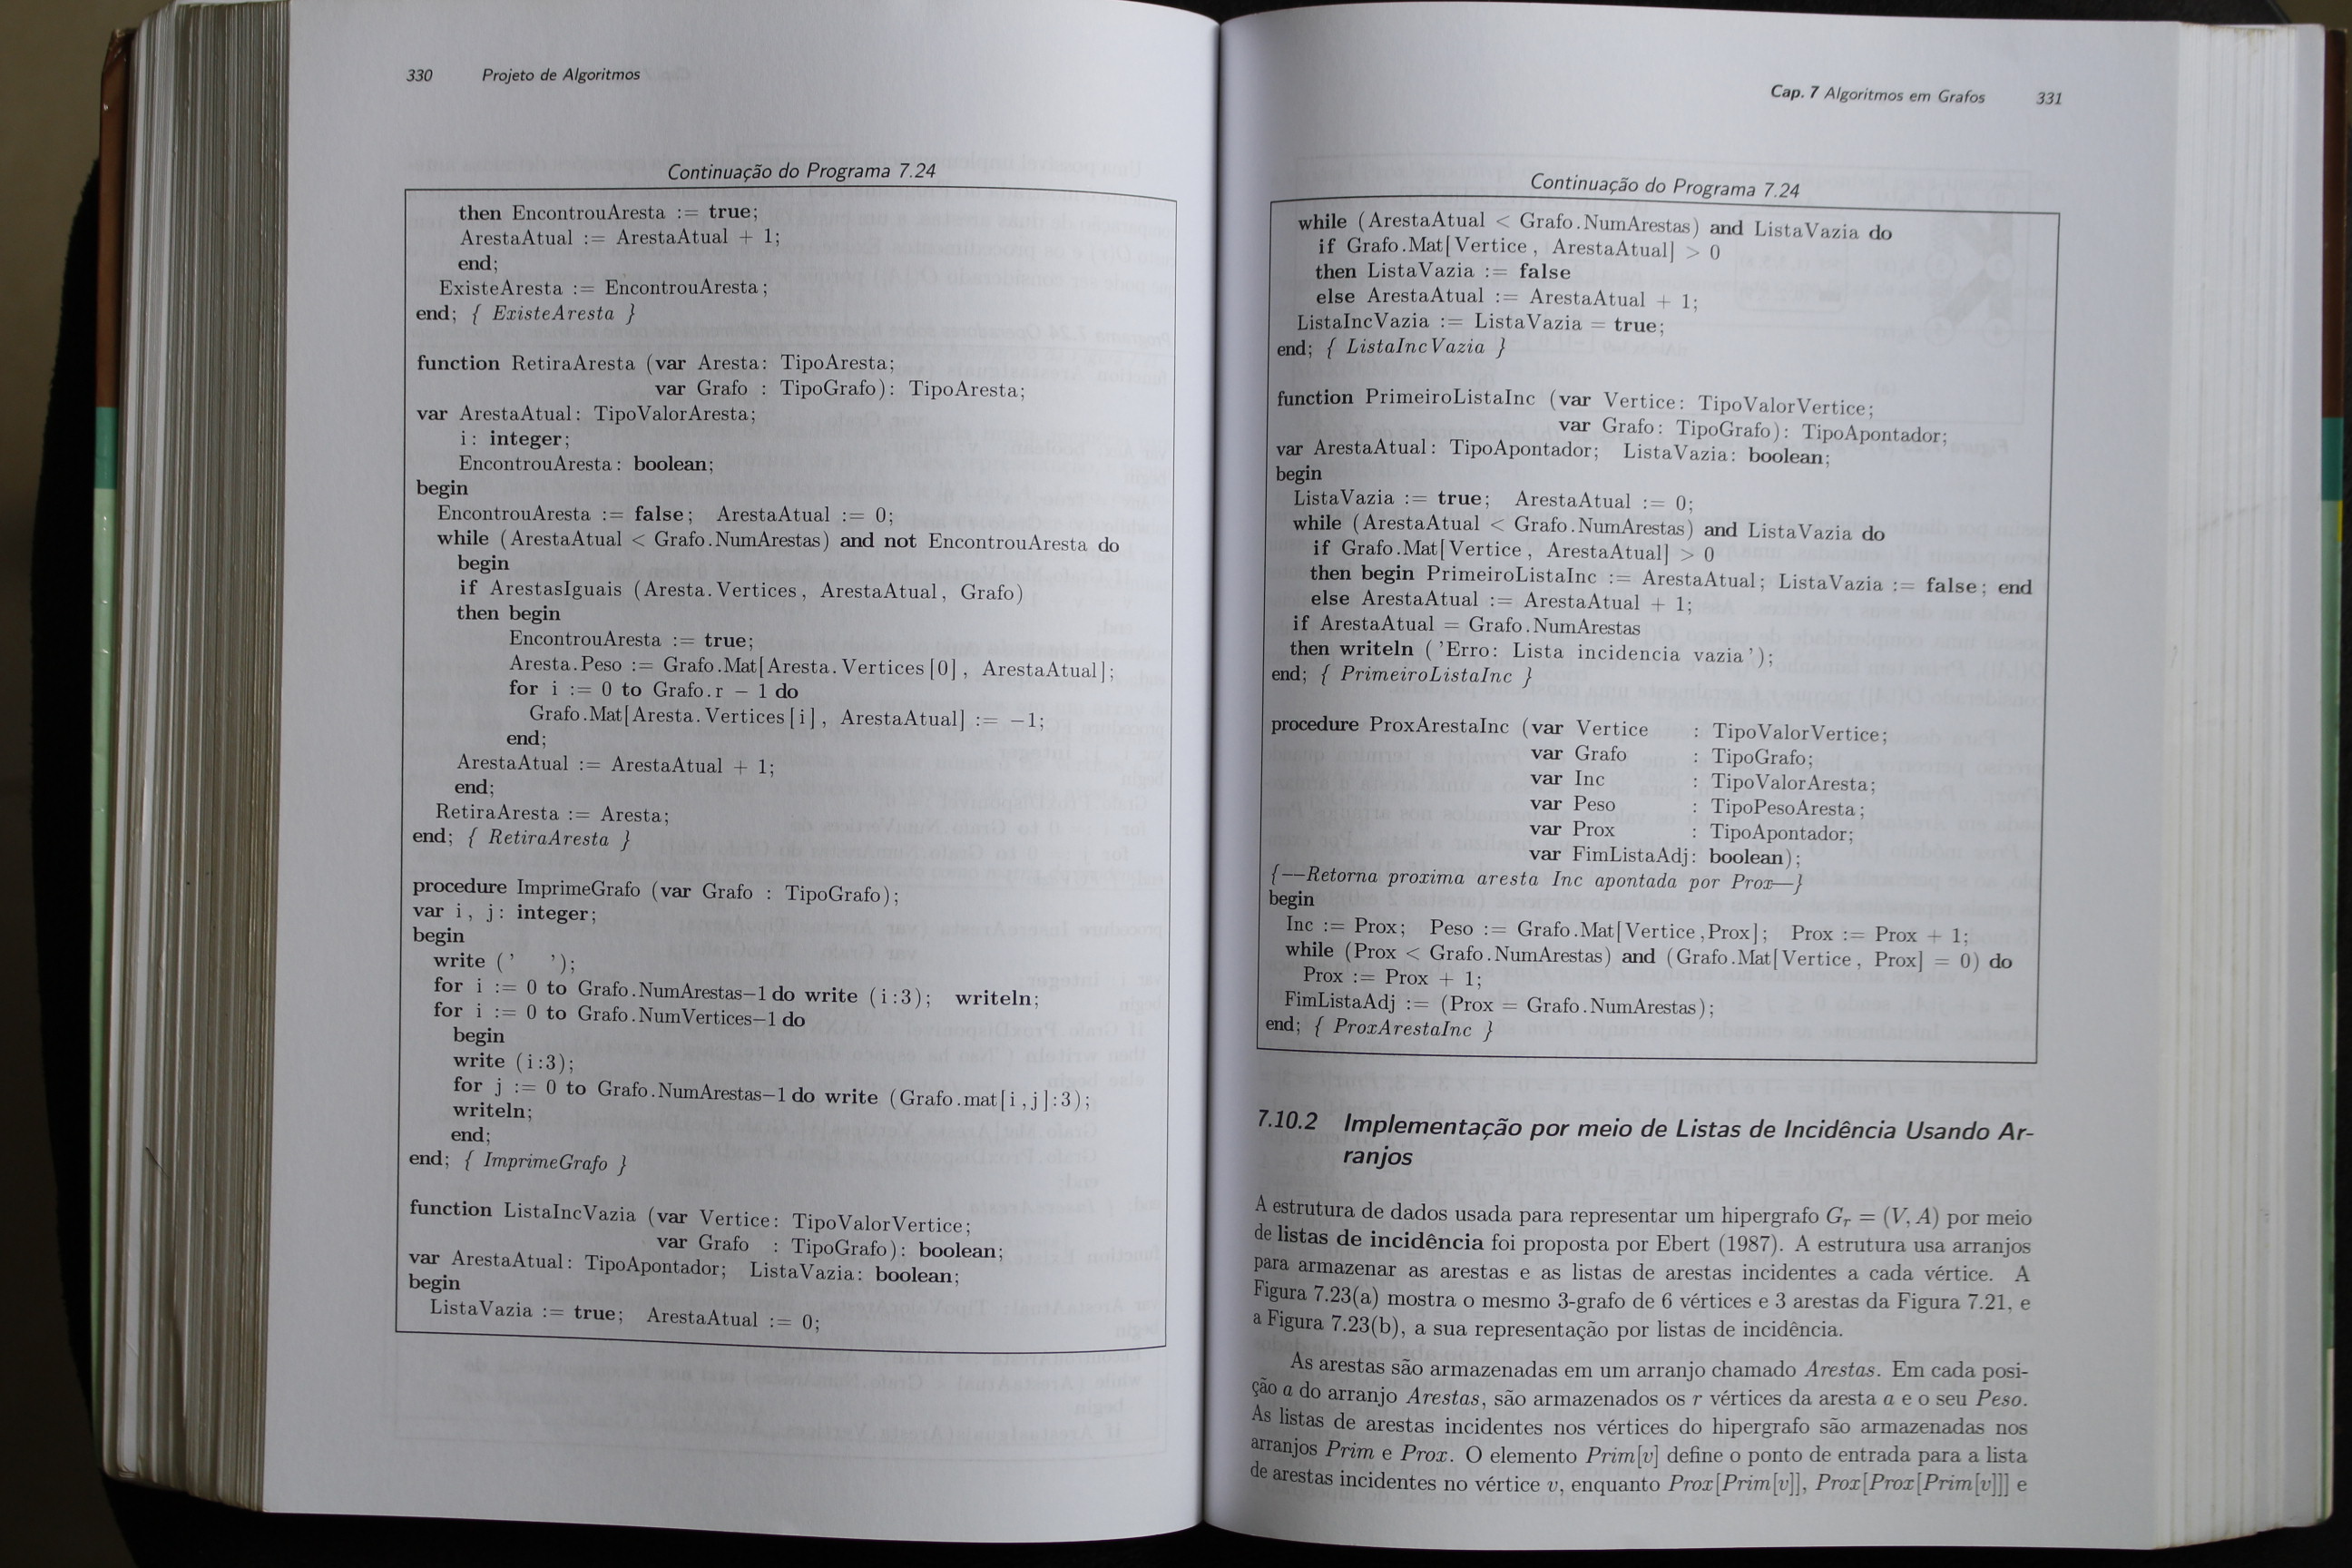 330 Projeto de Algoritmos
Continuação do Programa 7.24
then EncontrouAresta := true;
ArestaAtual := ArestaAtual + 1;
end;
ExisteAresta := EncontrouAresta;
end; { ExisteAresta }
function RetiraAresta (var Aresta: TipoAresta;
var Grafo : TipoGrafo): TipoAresta;
var ArestaAtual: TipoValorAresta;
i: integer;
EncontrouAresta: boolean;
begin
EncontrouAresta := false; ArestaAtual := 0;
while (ArestaAtual < Grafo.NumArestas) and not EncontrouAresta do
begin
if ArestasIguais (Aresta.Vertices, ArestaAtual, Grafo)
then begin
EncontrouAresta := true;
Aresta.Peso := Grafo.Mat[Aresta.Vertices[0], ArestaAtual];
for i := 0 to Grafo.r - 1 do
Grafo.Mat[Aresta.Vertices[i], ArestaAtual] := -1;
end;
ArestaAtual := ArestaAtual + 1;
end;
RetiraAresta := Aresta;
end; { RetiraAresta }
procedure ImprimeGrafo (var Grafo : TipoGrafo);
var i, j: integer;
begin
write (' ');
for i := 0 to Grafo.NumArestas-1 do write (i:3); writeln;
for i := 0 to Grafo.NumVertices-1 do
begin
write (i:3);
for j := 0 to Grafo.NumArestas-1 do write (Grafo.mat[i,j]:3);
writeln;
end;
end; { ImprimeGrafo }
function ListaIncVazia (var Vertice: TipoValorVertice;
var Grafo : TipoGrafo): boolean;
var ArestaAtual: TipoApontador; ListaVazia: boolean;
begin
ListaVazia := true; ArestaAtual := 0;
Cap. 7 Algoritmos em Grafos 331
Continuação do Programa 7.24
while (ArestaAtual < Grafo.NumArestas) and ListaVazia do
if Grafo.Mat[Vertice, ArestaAtual] > 0
then ListaVazia := false
else ArestaAtual := ArestaAtual + 1;
ListaIncVazia := ListaVazia = true;
end; { ListaIncVazia }
function PrimeiroListaInc (var Vertice: TipoValorVertice;
var Grafo: TipoGrafo): TipoApontador;
var ArestaAtual: TipoApontador; ListaVazia: boolean;
begin
ListaVazia := true; ArestaAtual := 0;
while (ArestaAtual < Grafo.NumArestas) and ListaVazia do
if Grafo.Mat[Vertice, ArestaAtual] > 0
then begin PrimeiroListaInc := ArestaAtual; ListaVazia := false; end
else ArestaAtual := ArestaAtual + 1;
if ArestaAtual = Grafo.NumArestas
then writeln ('Erro: Lista incidencia vazia');
end; { PrimeiroListaInc }
procedure ProxArestaInc (var Vertice : TipoValorVertice;
var Grafo : TipoGrafo;
var Inc : TipoValorAresta;
var Peso : TipoPesoAresta;
var Prox : TipoApontador;
var FimListaAdj: boolean);
{--Retorna proxima aresta Inc apontada por Prox--}
begin
Inc := Prox; Peso := Grafo.Mat[Vertice,Prox]; Prox := Prox + 1;
while (Prox < Grafo.NumArestas) and (Grafo.Mat[Vertice, Prox] = 0) do
Prox := Prox + 1;
FimListaAdj := (Prox = Grafo.NumArestas);
end; { ProxArestaInc }
7.10.2 Implementação por meio de Listas de Incidência Usando Ar-
ranjos
A estrutura de dados usada para representar um hipergrafo Gr = (V, A) por meio
de listas de incidência foi proposta por Ebert (1987). A estrutura usa arranjos
para armazenar as arestas e as listas de arestas incidentes a cada vértice. A
Figura 7.23(a) mostra o mesmo 3-grafo de 6 vértices e 3 arestas da Figura 7.21, e
a Figura 7.23(b), a sua representação por listas de incidência.
As arestas são armazenadas em um arranjo chamado Arestas. Em cada posi-
ção a do arranjo Arestas, são armazenados os r vértices da aresta a e o seu Peso.
As listas de arestas incidentes nos vértices do hipergrafo são armazenadas nos
arranjos Prim e Prox. O elemento Prim[v] define o ponto de entrada para a lista
de arestas incidentes no vértice v, enquanto Prox[Prim[v]], Prox[Prox[Prim[v]]] e